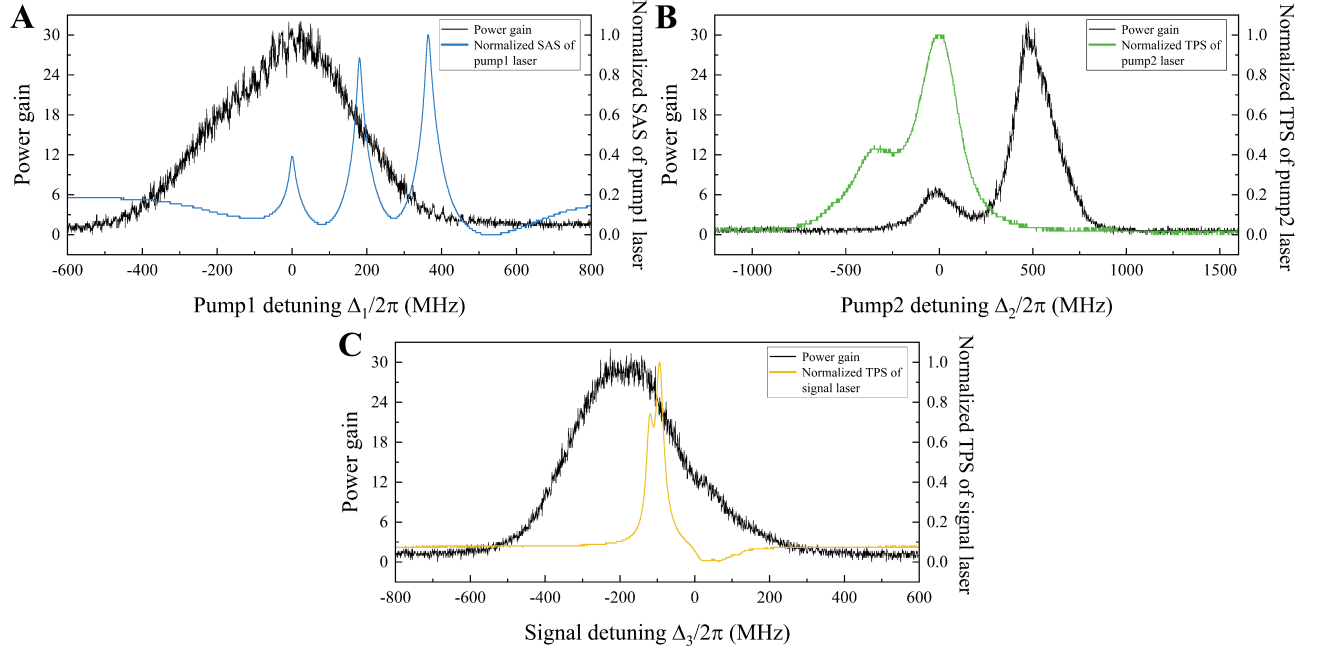 A
Power gain
30
24
18
12
6
0
Power gain
Normalized SAS of
pump1 laser
1.0
0.8
0.6
0.4
0.2
0.0
Normalized SAS of pump1 laser
-600
-400
-200
0
200
400
600
800
Pump1 detuning Δ₁/2π (MHz)
B
Power gain
30
24
18
12
6
0
Power gain
Normalized TPS of
pump2 laser
1.0
0.8
0.6
0.4
0.2
0.0
Normalized TPS of pump2 laser
-1000
-500
0
500
1000
1500
Pump2 detuning Δ₂/2π (MHz)
C
Power gain
30
24
18
12
6
0
Power gain
Normalized TPS of
signal laser
1.0
0.8
0.6
0.4
0.2
0.0
Normalized TPS of signal laser
-800
-600
-400
-200
0
200
400
600
Signal detuning Δ₃/2π (MHz)